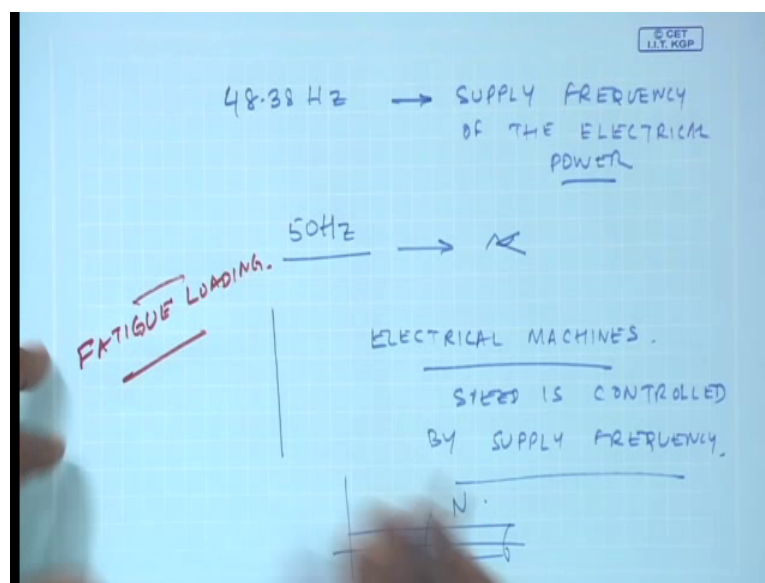 © CET
I.I.T. KGP
48.38 HZ → SUPPLY FREQUENCY
OF THE ELECTRICAL
POWER
50HZ →
FATIGUE LOADING.
ELECTRICAL MACHINES.
SPEED IS CONTROLLED
BY SUPPLY FREQUENCY.
N.